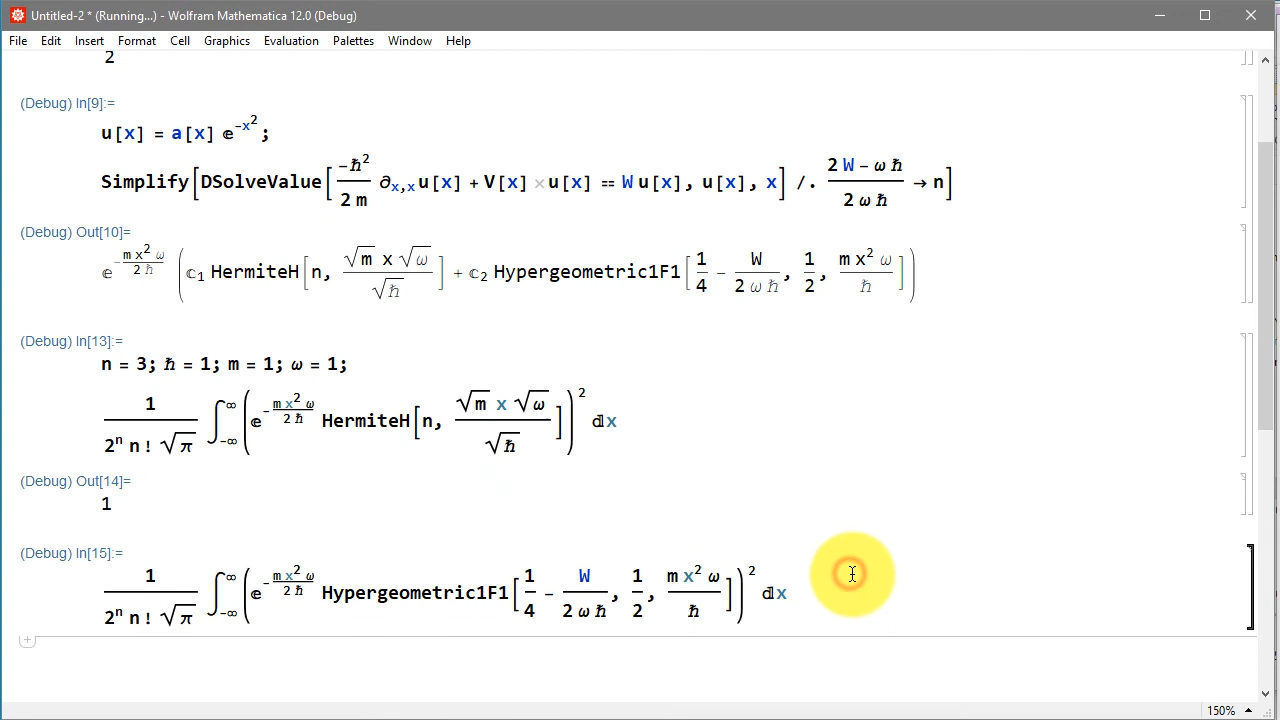 Untitled-2 * (Running...) - Wolfram Mathematica 12.0 (Debug)
File Edit Insert Format Cell Graphics Evaluation Palettes Window Help
2
(Debug) In[9]:=
u[x] = a[x] ⅇ^(-x^2);
Simplify[DSolveValue[(-ℏ^2)/(2 m) ∂x,x u[x] + V[x] × u[x] == W u[x], u[x], x] /. (2 W - ω ℏ)/(2 ω ℏ) → n]
(Debug) Out[10]=
ⅇ^(-(m x^2 ω)/(2 ℏ)) (ℂ₁ HermiteH[n, (√m x √ω)/√ℏ] + ℂ₂ Hypergeometric1F1[1/4 - W/(2 ω ℏ), 1/2, (m x^2 ω)/ℏ])
(Debug) In[13]:=
n = 3; ℏ = 1; m = 1; ω = 1;
1/(2^n n! √π) ∫_(-∞)^∞ (ⅇ^(-(m x^2 ω)/(2 ℏ)) HermiteH[n, (√m x √ω)/√ℏ])^2 ⅆx
(Debug) Out[14]=
1
(Debug) In[15]:=
1/(2^n n! √π) ∫_(-∞)^∞ (ⅇ^(-(m x^2 ω)/(2 ℏ)) Hypergeometric1F1[1/4 - W/(2 ω ℏ), 1/2, (m x^2 ω)/ℏ])^2 ⅆx
150%